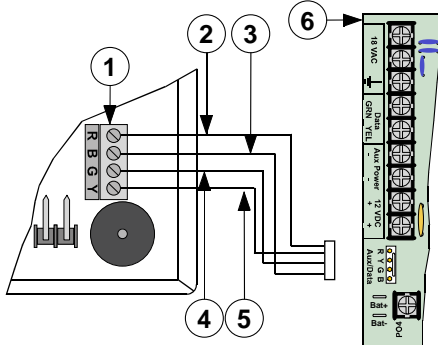 1
2
3
4
5
6
R
B
G
Y
18 VAC
Data
GRN YEL
Aux Power
- -
+ +
12 VDC
Aux/Data
R Y G B
Bat+
Bat-
PO4